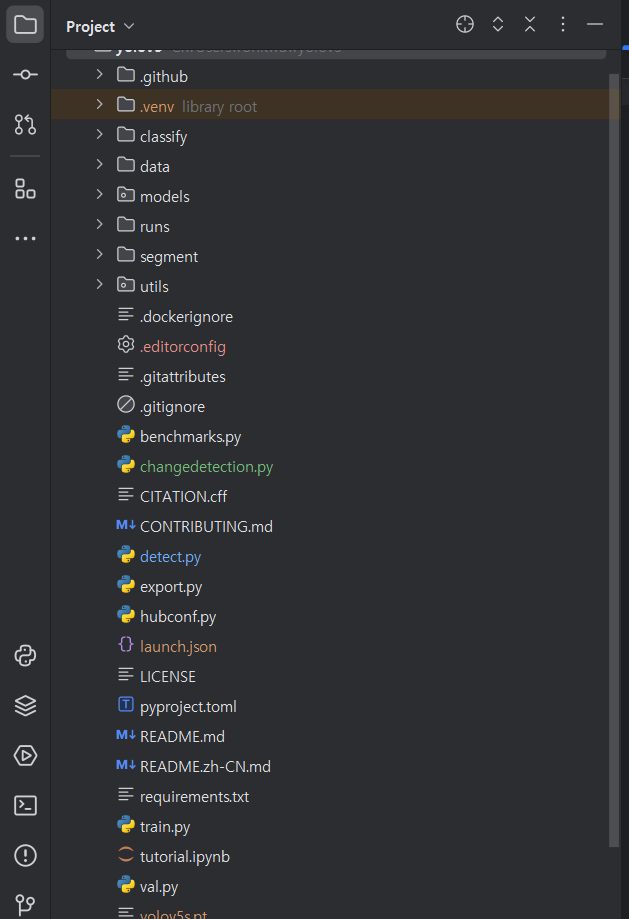 Project
yolov5
.github
.venv library root
classify
data
models
runs
segment
utils
.dockerignore
.editorconfig
.gitattributes
.gitignore
benchmarks.py
changedetection.py
CITATION.cff
M↓ CONTRIBUTING.md
detect.py
export.py
hubconf.py
{} launch.json
LICENSE
T pyproject.toml
M↓ README.md
M↓ README.zh-CN.md
requirements.txt
train.py
tutorial.ipynb
val.py
yolov5s.pt